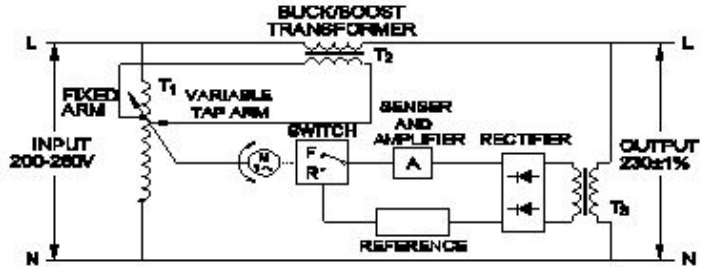 BUCK/BOOST
TRANSFORMER
L
L
T2
T1
FIXED
ARM
VARIABLE
TAP ARM
SENSER
AND
AMPLIFIER
SWITCH
RECTIFIER
INPUT
200-260V
OUTPUT
230±1%
M
1~
F
R
A
T3
REFERENCE
N
N